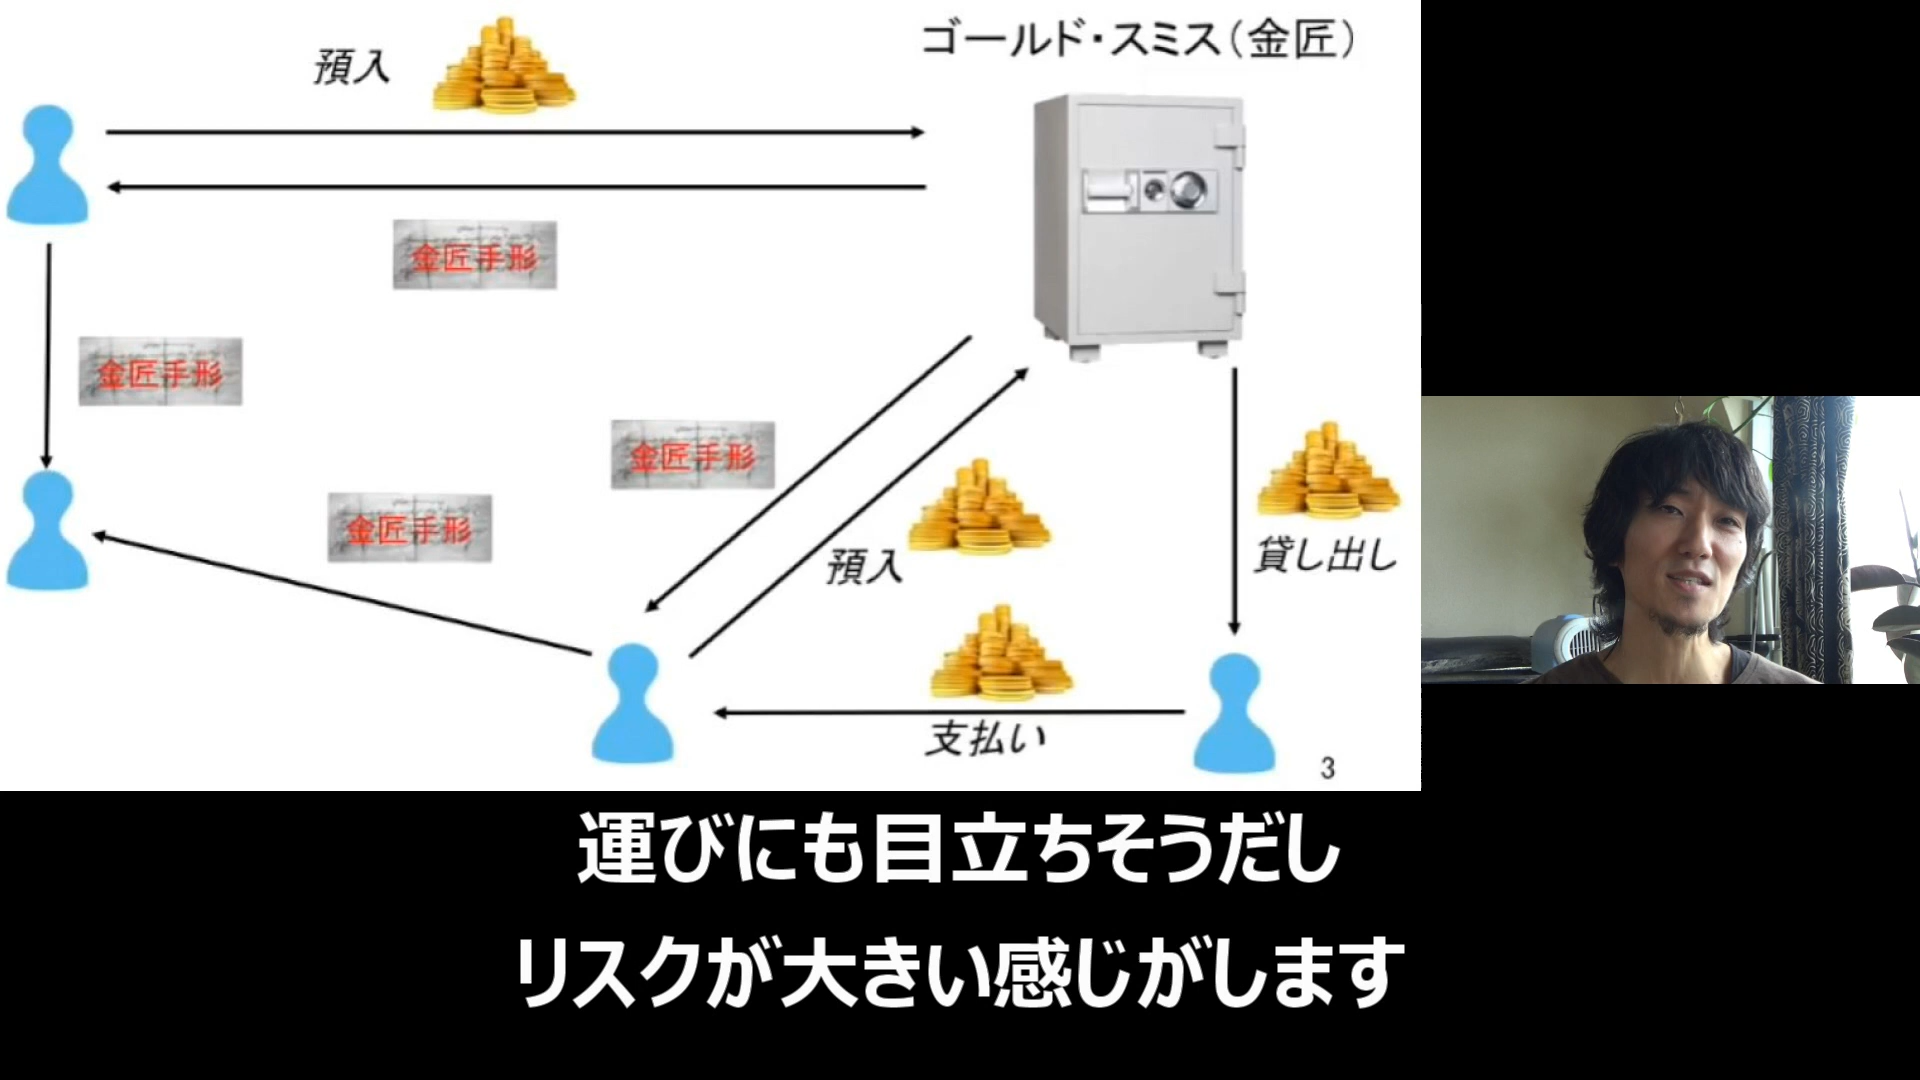 ゴールド・スミス(金匠)
預入
金匠手形
金匠手形
金匠手形
金匠手形
預入
貸し出し
支払い
3
運びにも目立ちそうだし
リスクが大きい感じがします